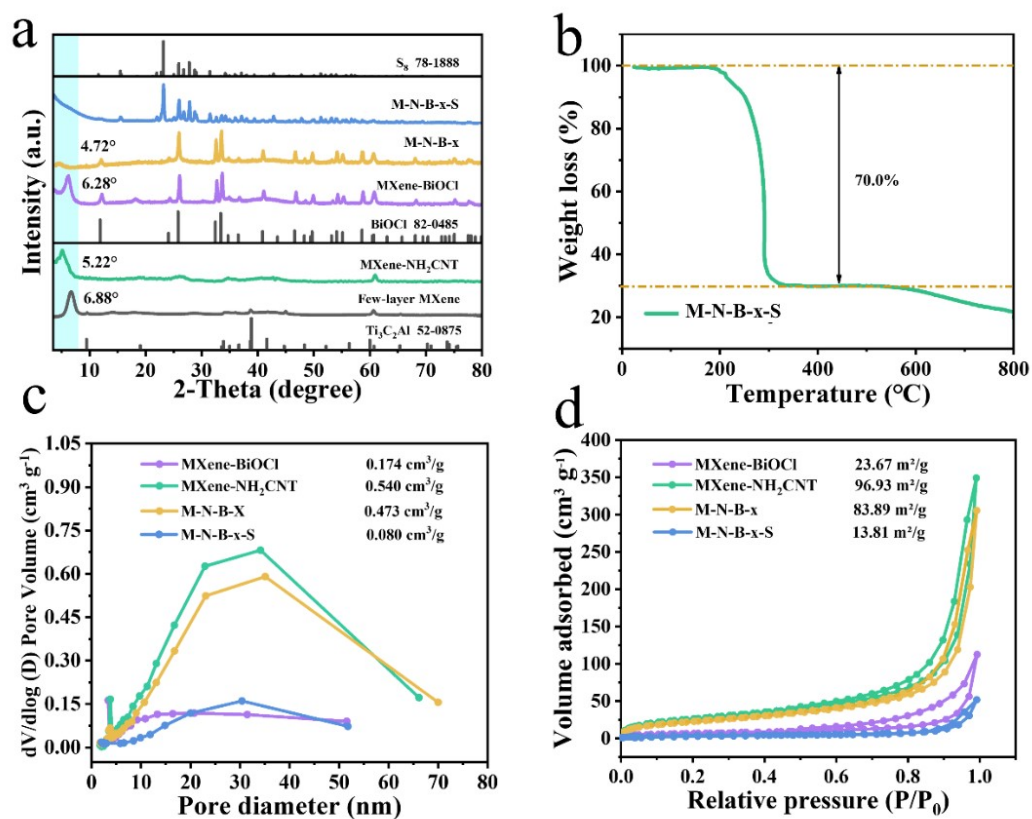 a
Intensity (a.u.)
S₈ 78-1888
M-N-B-x-S
4.72°
M-N-B-x
6.28°
MXene-BiOCl
BiOCl 82-0485
5.22°
MXene-NH₂CNT
6.88°
Few-layer MXene
Ti₃C₂Al 52-0875
10 20 30 40 50 60 70 80
2-Theta (degree)
b
Weight loss (%)
100
80
60
40
20
70.0%
M-N-B-x-S
0 200 400 600 800
Temperature (°C)
c
dV/dlog (D) Pore Volume (cm³ g⁻¹)
1.05
0.90
0.75
0.60
0.45
0.30
0.15
0.00
MXene-BiOCl 0.174 cm³/g
MXene-NH₂CNT 0.540 cm³/g
M-N-B-X 0.473 cm³/g
M-N-B-x-S 0.080 cm³/g
0 10 20 30 40 50 60 70 80
Pore diameter (nm)
d
Volume adsorbed (cm³ g⁻¹)
400
350
300
250
200
150
100
50
0
MXene-BiOCl 23.67 m²/g
MXene-NH₂CNT 96.93 m²/g
M-N-B-x 83.89 m²/g
M-N-B-x-S 13.81 m²/g
0.0 0.2 0.4 0.6 0.8 1.0
Relative pressure (P/P₀)